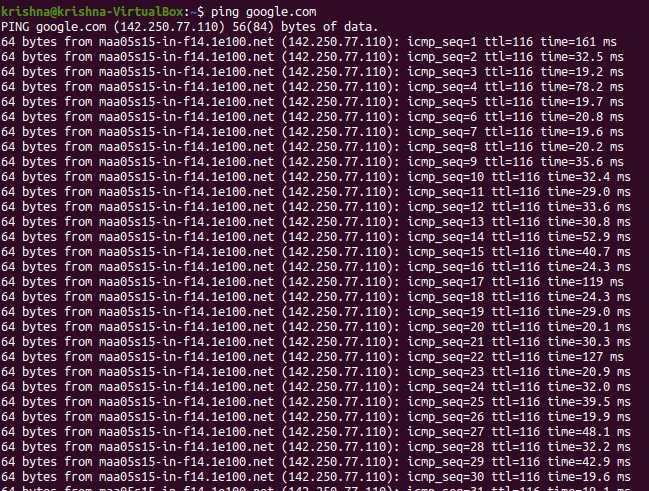 krishna@krishna-VirtualBox:~$ ping google.com
PING google.com (142.250.77.110) 56(84) bytes of data.
64 bytes from maa05s15-in-f14.1e100.net (142.250.77.110): icmp_seq=1 ttl=116 time=161 ms
64 bytes from maa05s15-in-f14.1e100.net (142.250.77.110): icmp_seq=2 ttl=116 time=32.5 ms
64 bytes from maa05s15-in-f14.1e100.net (142.250.77.110): icmp_seq=3 ttl=116 time=19.2 ms
64 bytes from maa05s15-in-f14.1e100.net (142.250.77.110): icmp_seq=4 ttl=116 time=78.2 ms
64 bytes from maa05s15-in-f14.1e100.net (142.250.77.110): icmp_seq=5 ttl=116 time=19.7 ms
64 bytes from maa05s15-in-f14.1e100.net (142.250.77.110): icmp_seq=6 ttl=116 time=20.8 ms
64 bytes from maa05s15-in-f14.1e100.net (142.250.77.110): icmp_seq=7 ttl=116 time=19.6 ms
64 bytes from maa05s15-in-f14.1e100.net (142.250.77.110): icmp_seq=8 ttl=116 time=20.2 ms
64 bytes from maa05s15-in-f14.1e100.net (142.250.77.110): icmp_seq=9 ttl=116 time=35.6 ms
64 bytes from maa05s15-in-f14.1e100.net (142.250.77.110): icmp_seq=10 ttl=116 time=32.4 ms
64 bytes from maa05s15-in-f14.1e100.net (142.250.77.110): icmp_seq=11 ttl=116 time=29.0 ms
64 bytes from maa05s15-in-f14.1e100.net (142.250.77.110): icmp_seq=12 ttl=116 time=33.6 ms
64 bytes from maa05s15-in-f14.1e100.net (142.250.77.110): icmp_seq=13 ttl=116 time=30.8 ms
64 bytes from maa05s15-in-f14.1e100.net (142.250.77.110): icmp_seq=14 ttl=116 time=52.9 ms
64 bytes from maa05s15-in-f14.1e100.net (142.250.77.110): icmp_seq=15 ttl=116 time=40.7 ms
64 bytes from maa05s15-in-f14.1e100.net (142.250.77.110): icmp_seq=16 ttl=116 time=24.3 ms
64 bytes from maa05s15-in-f14.1e100.net (142.250.77.110): icmp_seq=17 ttl=116 time=119 ms
64 bytes from maa05s15-in-f14.1e100.net (142.250.77.110): icmp_seq=18 ttl=116 time=24.3 ms
64 bytes from maa05s15-in-f14.1e100.net (142.250.77.110): icmp_seq=19 ttl=116 time=29.0 ms
64 bytes from maa05s15-in-f14.1e100.net (142.250.77.110): icmp_seq=20 ttl=116 time=20.1 ms
64 bytes from maa05s15-in-f14.1e100.net (142.250.77.110): icmp_seq=21 ttl=116 time=30.3 ms
64 bytes from maa05s15-in-f14.1e100.net (142.250.77.110): icmp_seq=22 ttl=116 time=127 ms
64 bytes from maa05s15-in-f14.1e100.net (142.250.77.110): icmp_seq=23 ttl=116 time=20.9 ms
64 bytes from maa05s15-in-f14.1e100.net (142.250.77.110): icmp_seq=24 ttl=116 time=32.0 ms
64 bytes from maa05s15-in-f14.1e100.net (142.250.77.110): icmp_seq=25 ttl=116 time=39.5 ms
64 bytes from maa05s15-in-f14.1e100.net (142.250.77.110): icmp_seq=26 ttl=116 time=19.9 ms
64 bytes from maa05s15-in-f14.1e100.net (142.250.77.110): icmp_seq=27 ttl=116 time=48.1 ms
64 bytes from maa05s15-in-f14.1e100.net (142.250.77.110): icmp_seq=28 ttl=116 time=32.2 ms
64 bytes from maa05s15-in-f14.1e100.net (142.250.77.110): icmp_seq=29 ttl=116 time=42.9 ms
64 bytes from maa05s15-in-f14.1e100.net (142.250.77.110): icmp_seq=30 ttl=116 time=19.6 ms